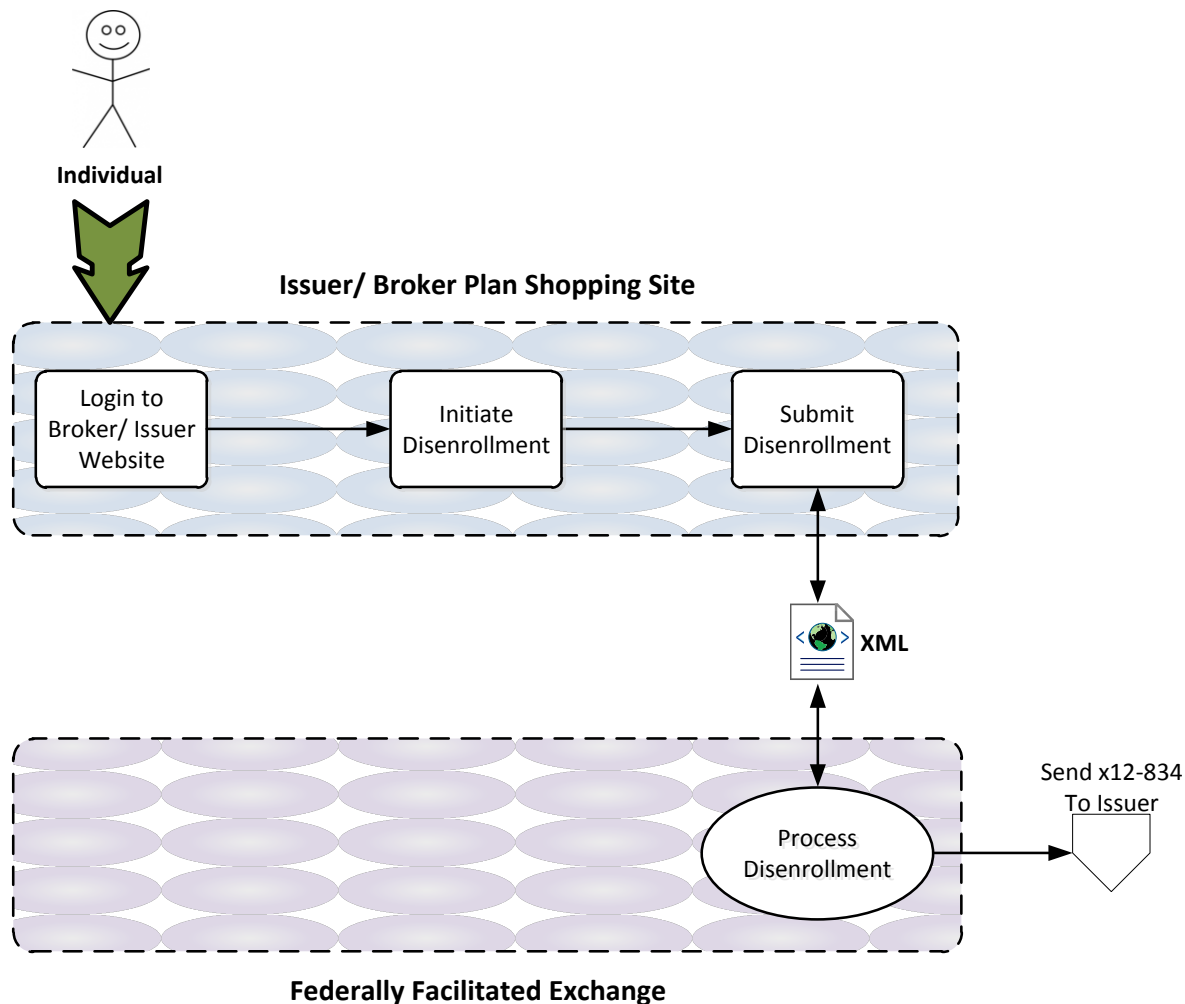 Individual
Issuer/ Broker Plan Shopping Site
Login to
Broker/ Issuer
Website
Initiate
Disenrollment
Submit
Disenrollment
< >
XML
Send x12-834
To Issuer
Process
Disenrollment
Federally Facilitated Exchange